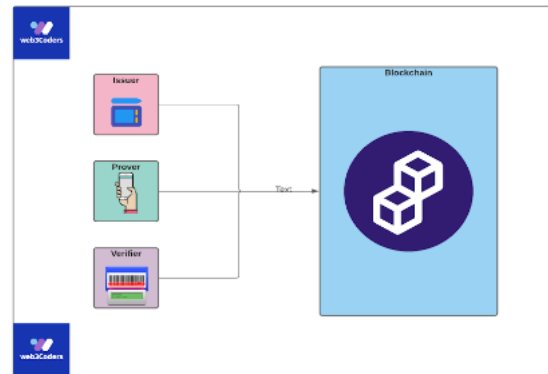 web3Coders
Issuer
Blockchain
Prover
Text
Verifier
web3Coders